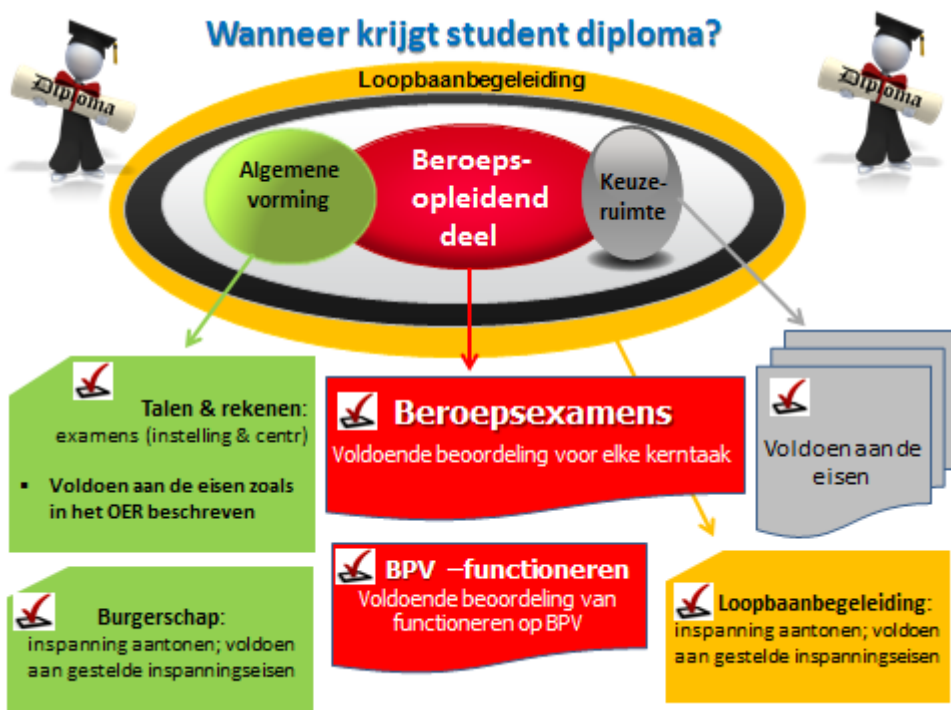 Wanneer krijgt student diploma?
Diploma
Diploma
Loopbaanbegeleiding
Algemene
vorming
Beroeps-
opleidend
deel
Keuze-
ruimte
Talen & rekenen:
examens (instelling & centr)
▪ Voldoen aan de eisen zoals
in het OER beschreven
Beroepsexamens
Voldoende beoordeling voor elke kerntaak
Voldoen aan de
eisen
Burgerschap:
inspanning aantonen; voldoen
aan gestelde inspanningseisen
BPV –functioneren
Voldoende beoordeling van
functioneren op BPV
Loopbaanbegeleiding:
inspanning aantonen; voldoen
aan gestelde inspanningseisen